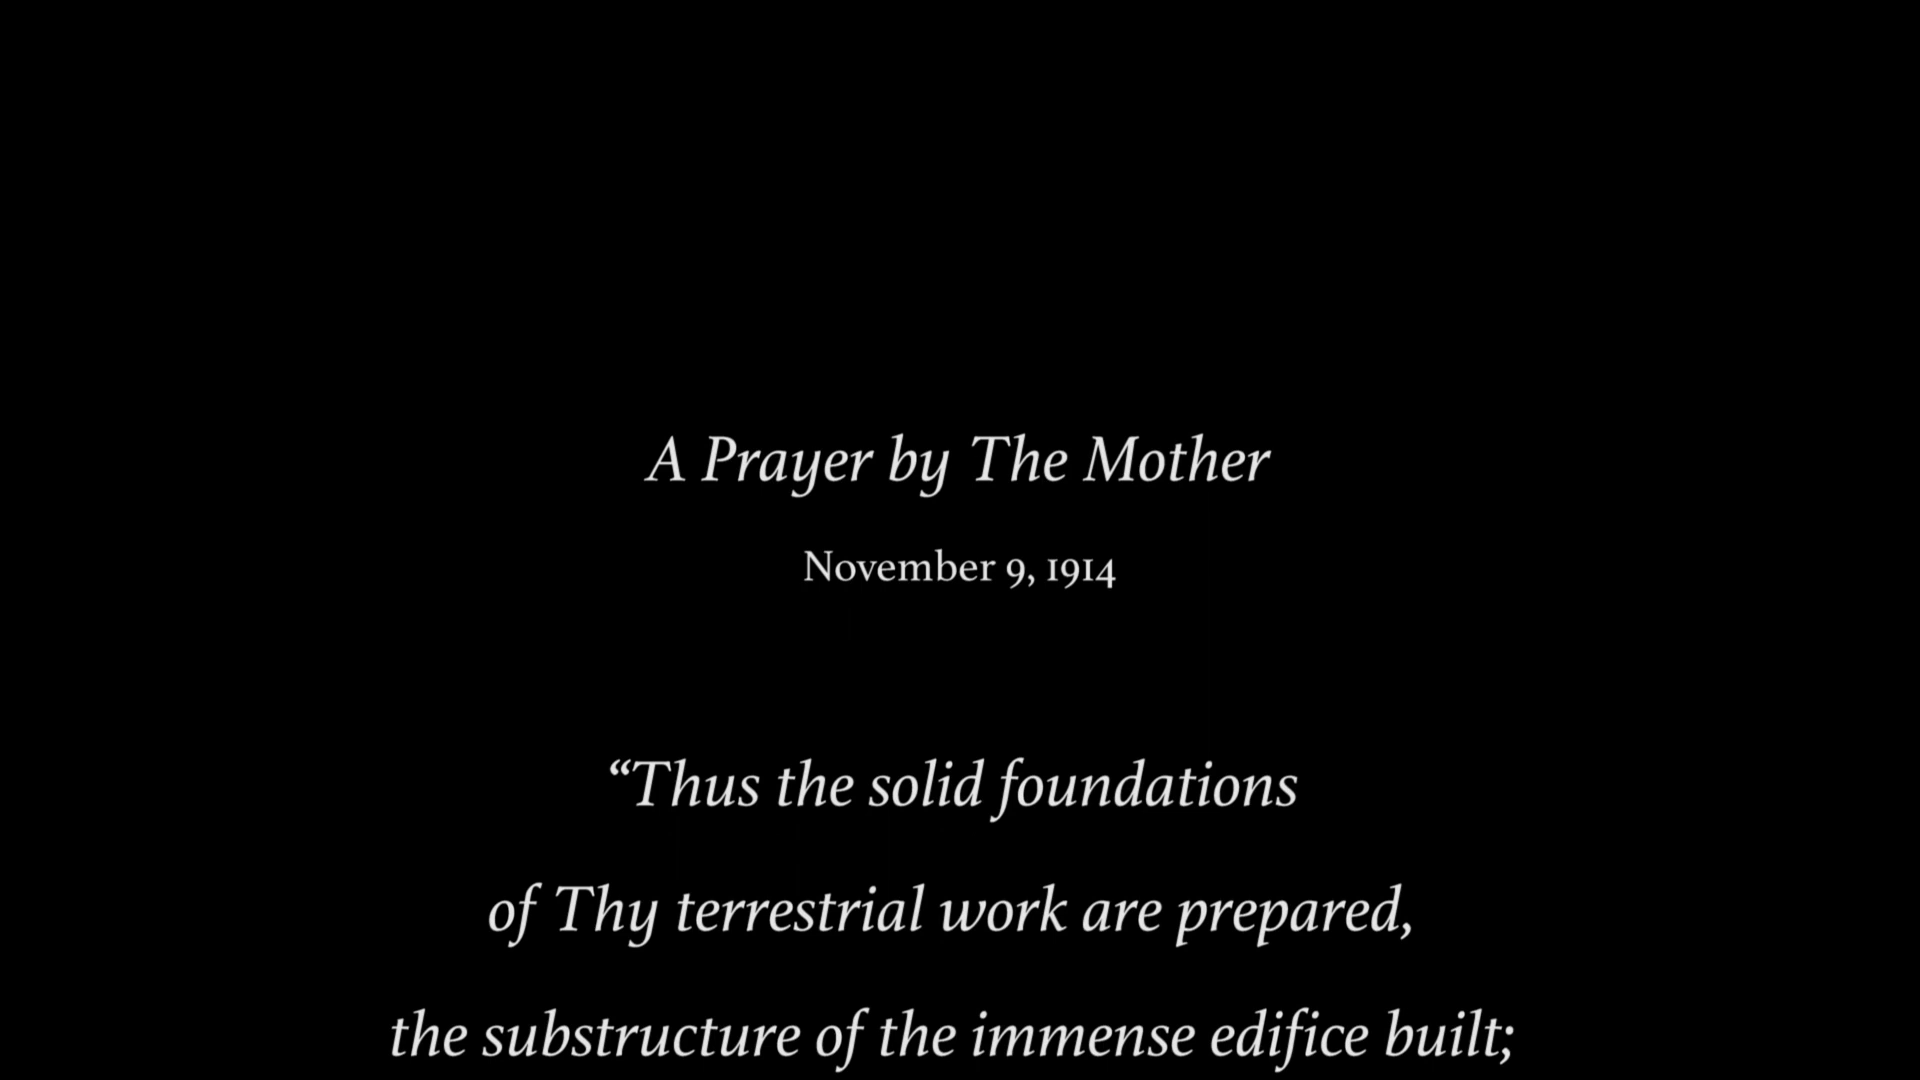 A Prayer by The Mother
November 9, 1914
“Thus the solid foundations
of Thy terrestrial work are prepared,
the substructure of the immense edifice built;